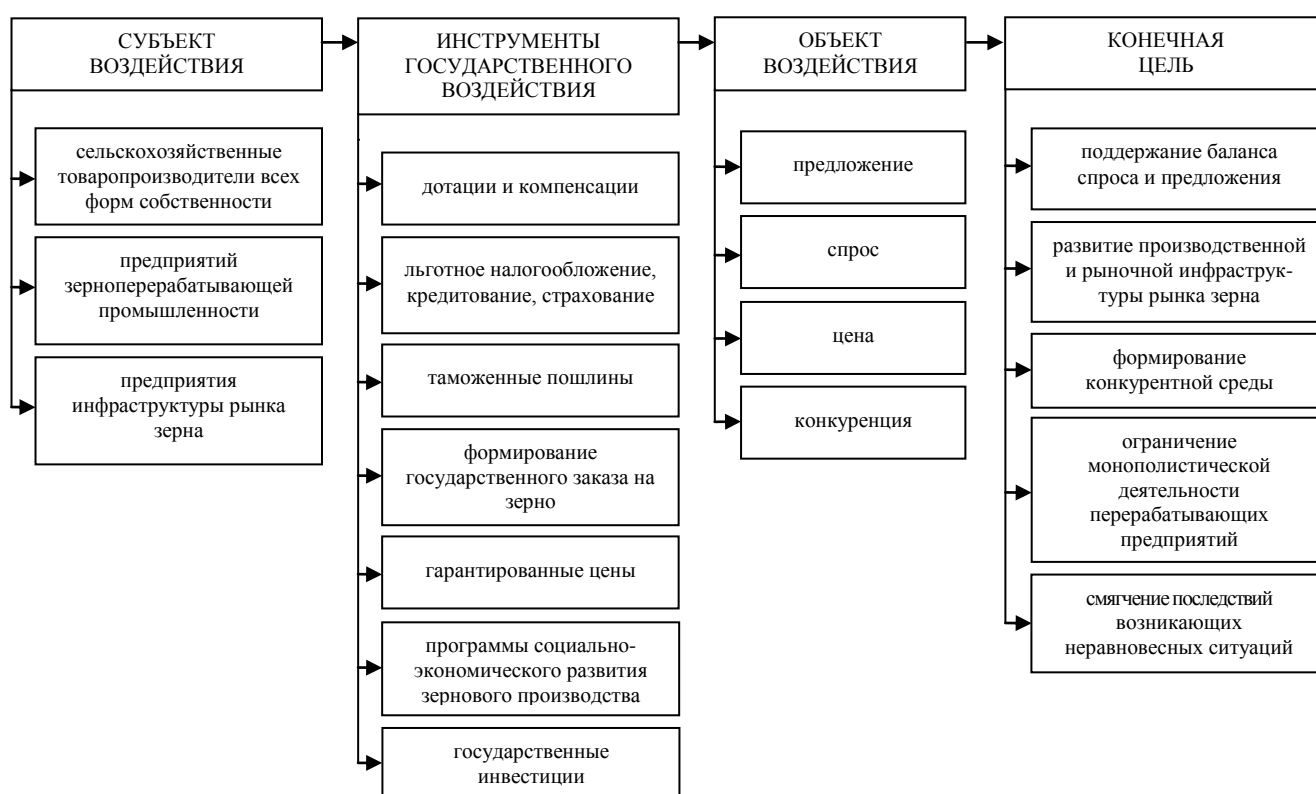 СУБЪЕКТ
ВОЗДЕЙСТВИЯ
сельскохозяйственные
товаропроизводители всех
форм собственности
предприятий
зерноперерабатывающей
промышленности
предприятия
инфраструктуры рынка
зерна
ИНСТРУМЕНТЫ
ГОСУДАРСТВЕННОГО
ВОЗДЕЙСТВИЯ
дотации и компенсации
льготное налогообложение,
кредитование, страхование
таможенные пошлины
формирование
государственного заказа на
зерно
гарантированные цены
программы социально-
экономического развития
зернового производства
государственные
инвестиции
ОБЪЕКТ
ВОЗДЕЙСТВИЯ
предложение
спрос
цена
конкуренция
КОНЕЧНАЯ
ЦЕЛЬ
поддержание баланса
спроса и предложения
развитие производственной
и рыночной инфраструк-
туры рынка зерна
формирование
конкурентной среды
ограничение
монополистической
деятельности
перерабатывающих
предприятий
смягчение последствий
возникающих
неравновесных ситуаций